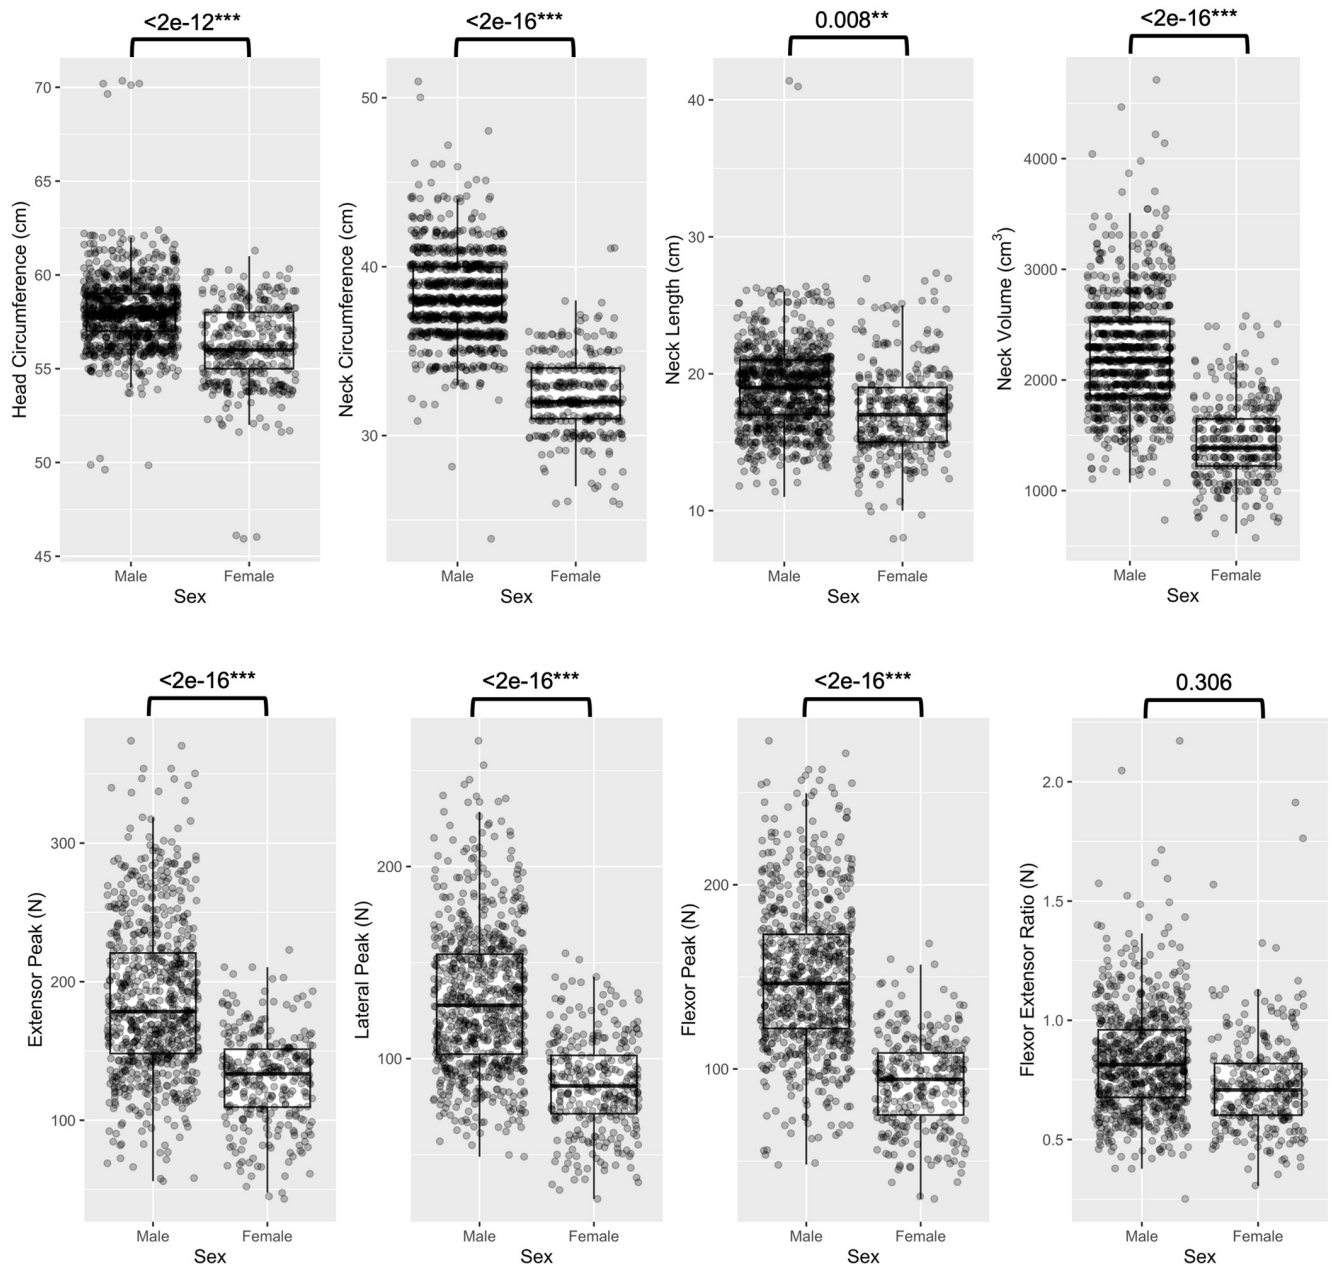 <2e-12***
<2e-16***
0.008**
<2e-16***
Head Circumference (cm)
70
65
60
55
50
45
Male
Female
Sex
Neck Circumference (cm)
50
40
30
Male
Female
Sex
Neck Length (cm)
40
30
20
10
Male
Female
Sex
Neck Volume (cm³)
4000
3000
2000
1000
Male
Female
Sex
<2e-16***
<2e-16***
<2e-16***
0.306
Extensor Peak (N)
300
200
100
Male
Female
Sex
Lateral Peak (N)
200
100
Male
Female
Sex
Flexor Peak (N)
200
100
Male
Female
Sex
Flexor Extensor Ratio (N)
2.0
1.5
1.0
0.5
Male
Female
Sex